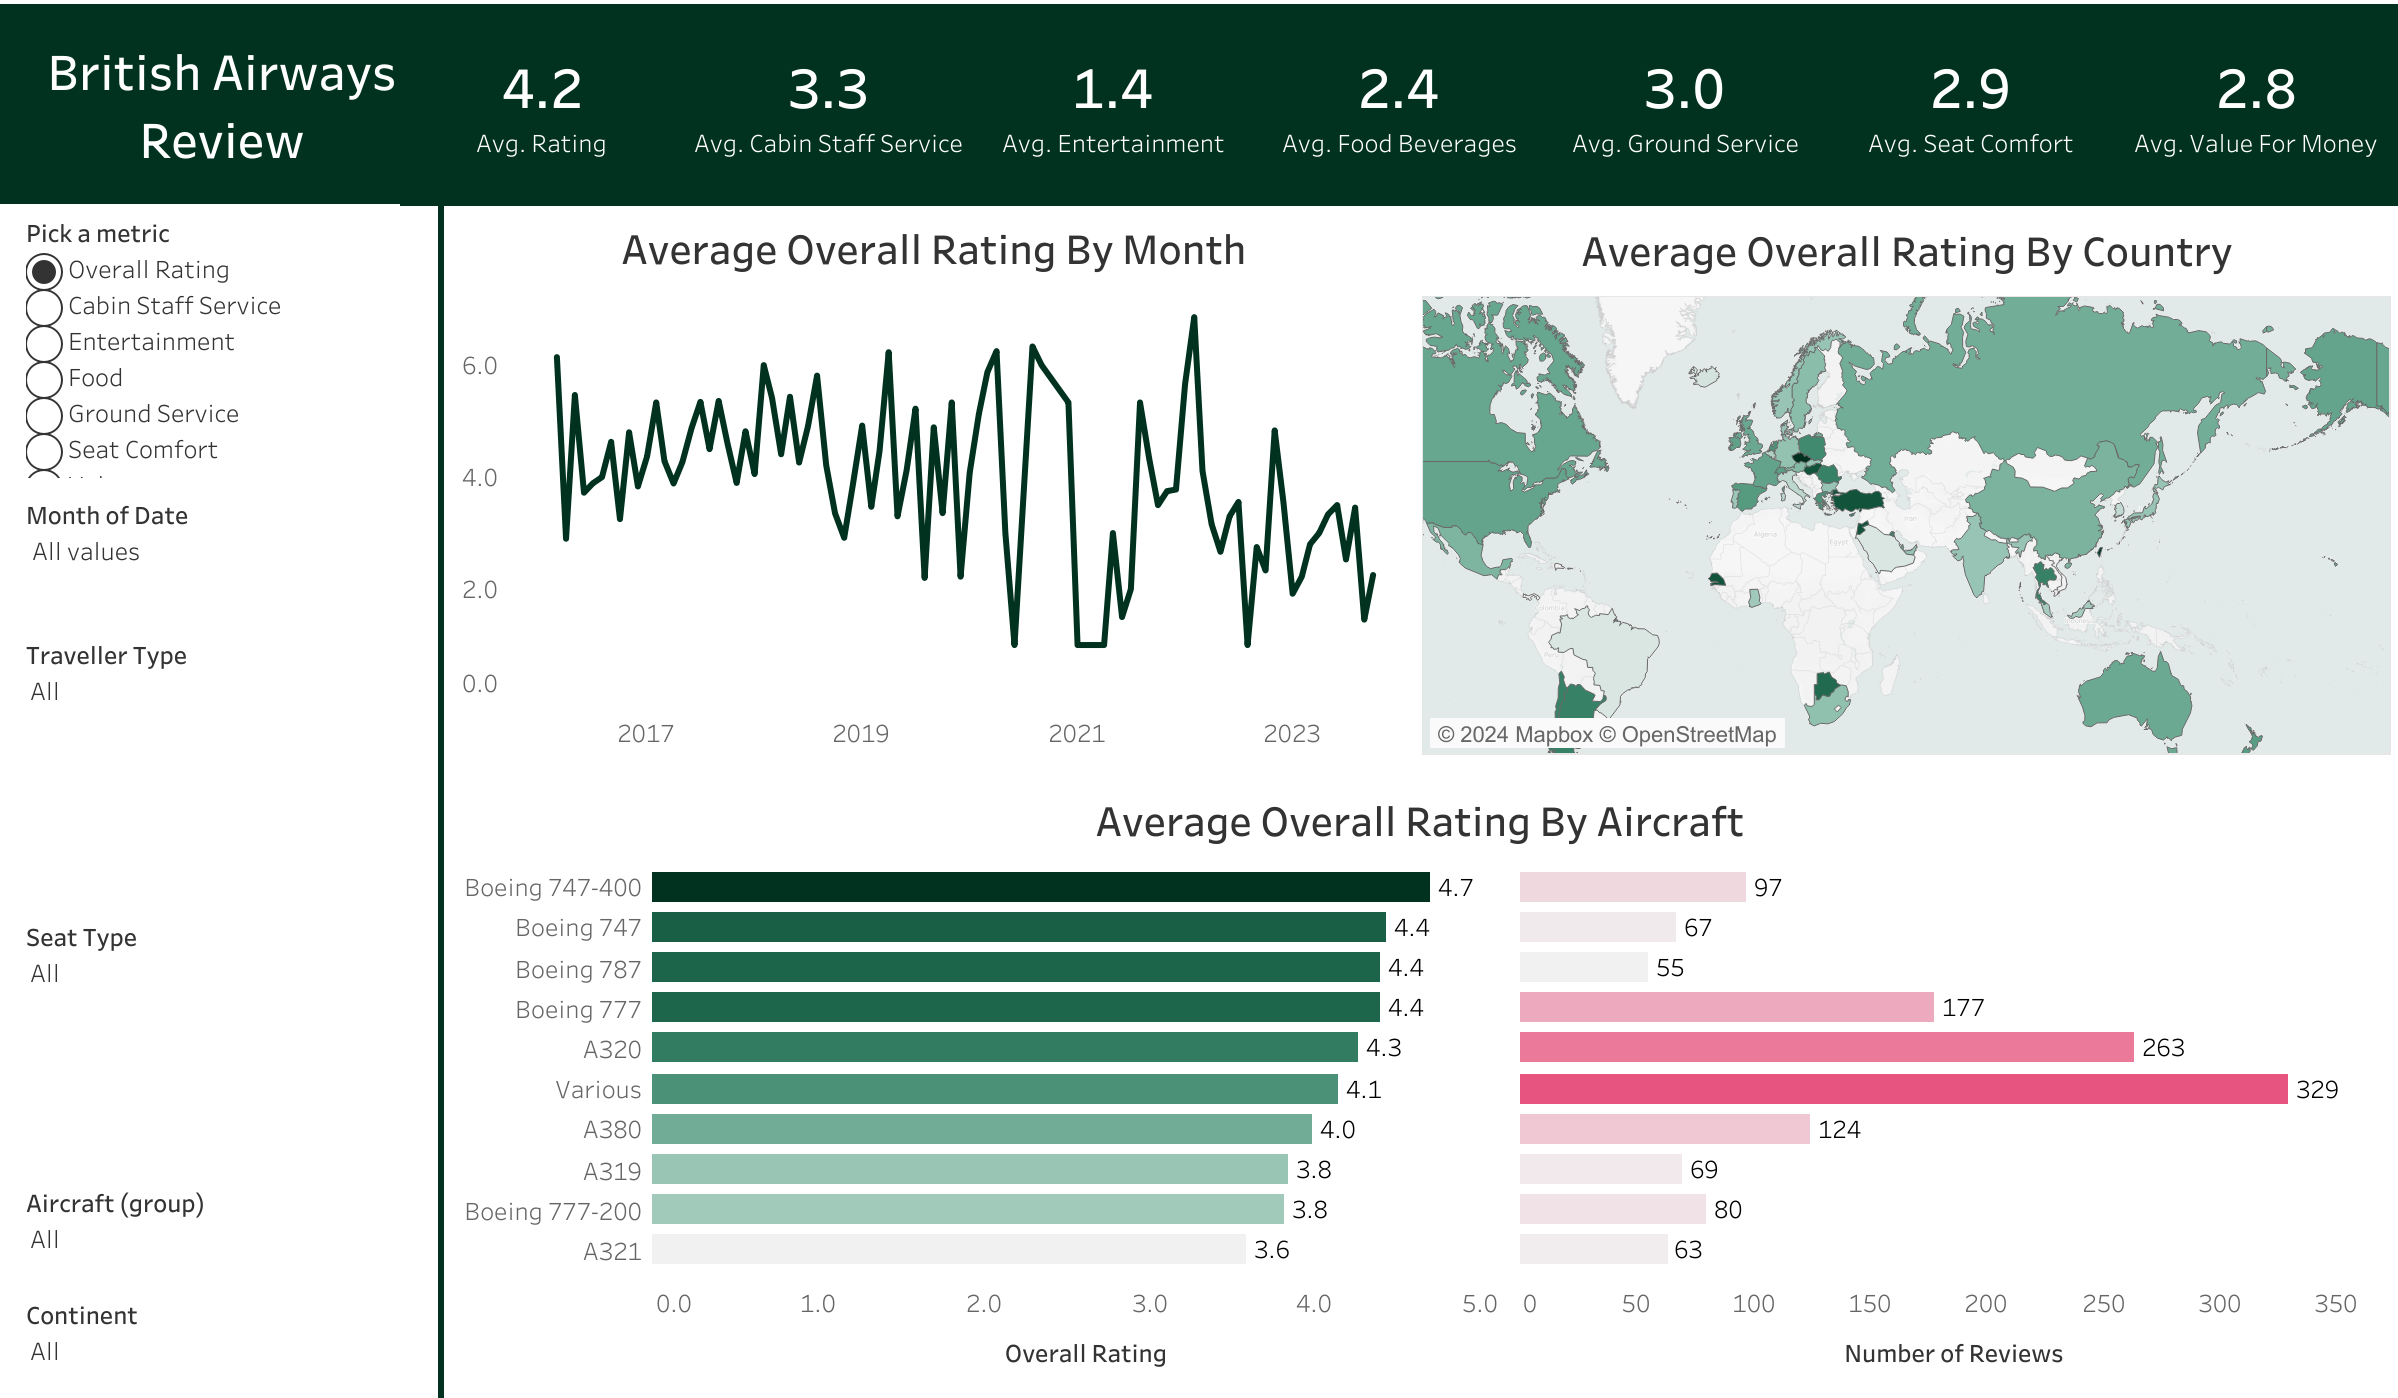 British Airways
Review
4.2
Avg. Rating
3.3
Avg. Cabin Staff Service
1.4
Avg. Entertainment
2.4
Avg. Food Beverages
3.0
Avg. Ground Service
2.9
Avg. Seat Comfort
2.8
Avg. Value For Money
Pick a metric
Overall Rating
Cabin Staff Service
Entertainment
Food
Ground Service
Seat Comfort
Month of Date
All values
Traveller Type
All
Seat Type
All
Aircraft (group)
All
Continent
All
Average Overall Rating By Month
6.0
4.0
2.0
0.0
2017 2019 2021 2023
Average Overall Rating By Country
Algeria
Egypt
Iran
© 2024 Mapbox © OpenStreetMap
Average Overall Rating By Aircraft
Boeing 747-400 4.7 97
Boeing 747 4.4 67
Boeing 787 4.4 55
Boeing 777 4.4 177
A320 4.3 263
Various 4.1 329
A380 4.0 124
A319 3.8 69
Boeing 777-200 3.8 80
A321 3.6 63
0.0 1.0 2.0 3.0 4.0 5.0
0 50 100 150 200 250 300 350
Overall Rating
Number of Reviews